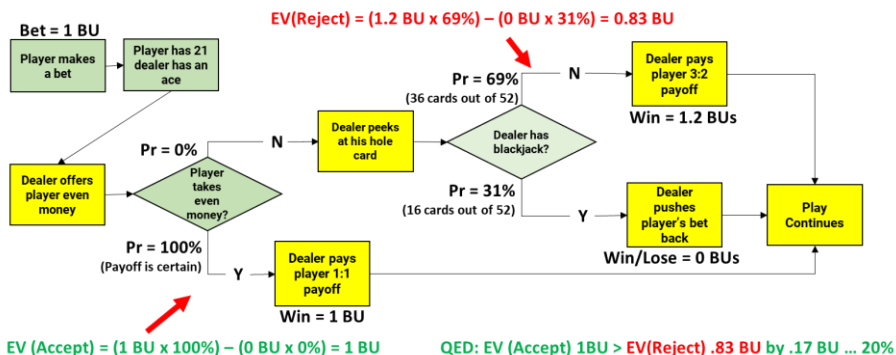 EV(Reject) = (1.2 BU x 69%) – (0 BU x 31%) = 0.83 BU
Bet = 1 BU
Player makes
a bet
Player has 21
dealer has an
ace
Pr = 69%
(36 cards out of 52)
N
Dealer pays
player 3:2
payoff
Win = 1.2 BUs
Pr = 0%
N
Dealer peeks
at his hole
card
Dealer has
blackjack?
Dealer offers
player even
money
Player
takes
even
money?
Pr = 31%
(16 cards out of 52)
Y
Dealer
pushes
player's bet
back
Win/Lose = 0 BUs
Play
Continues
Pr = 100%
(Payoff is certain)
Y
Dealer pays
player 1:1
payoff
Win = 1 BU
EV (Accept) = (1 BU x 100%) – (0 BU x 0%) = 1 BU
QED: EV (Accept) 1BU > EV(Reject) .83 BU by .17 BU ... 20%